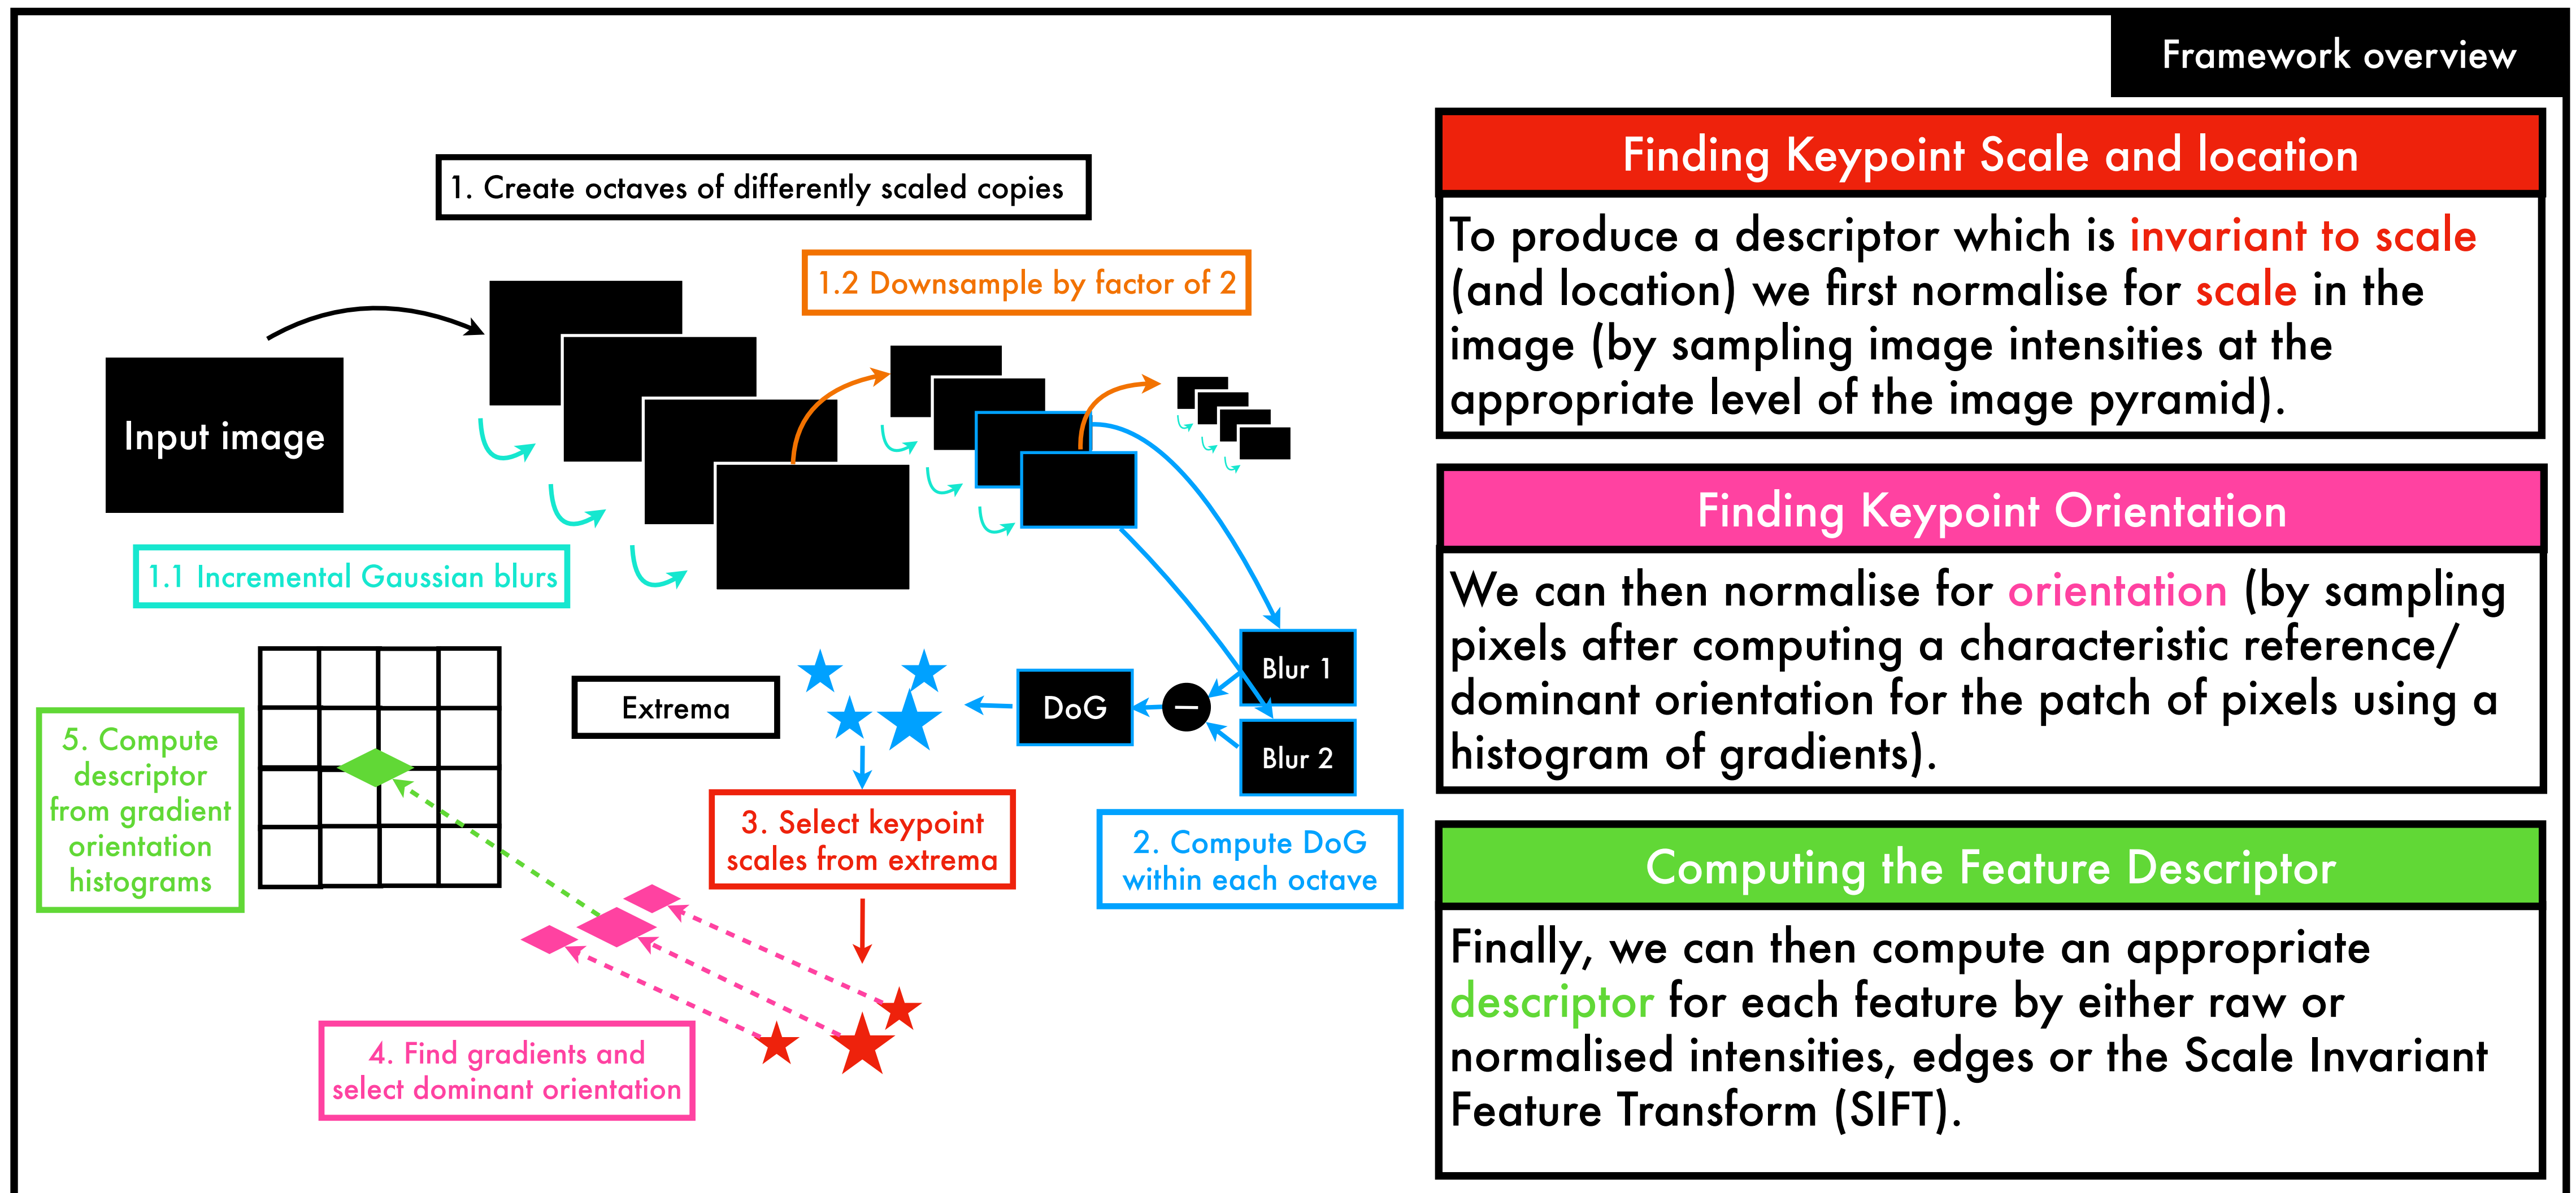 Framework overview
1. Create octaves of differently scaled copies
1.2 Downsample by factor of 2
Input image
1.1 Incremental Gaussian blurs
Blur 1
Blur 2
DoG
Extrema
2. Compute DoG
within each octave
3. Select keypoint
scales from extrema
4. Find gradients and
select dominant orientation
5. Compute
descriptor
from gradient
orientation
histograms
Finding Keypoint Scale and location
To produce a descriptor which is invariant to scale
(and location) we first normalise for scale in the
image (by sampling image intensities at the
appropriate level of the image pyramid).
Finding Keypoint Orientation
We can then normalise for orientation (by sampling
pixels after computing a characteristic reference/
dominant orientation for the patch of pixels using a
histogram of gradients).
Computing the Feature Descriptor
Finally, we can then compute an appropriate
descriptor for each feature by either raw or
normalised intensities, edges or the Scale Invariant
Feature Transform (SIFT).